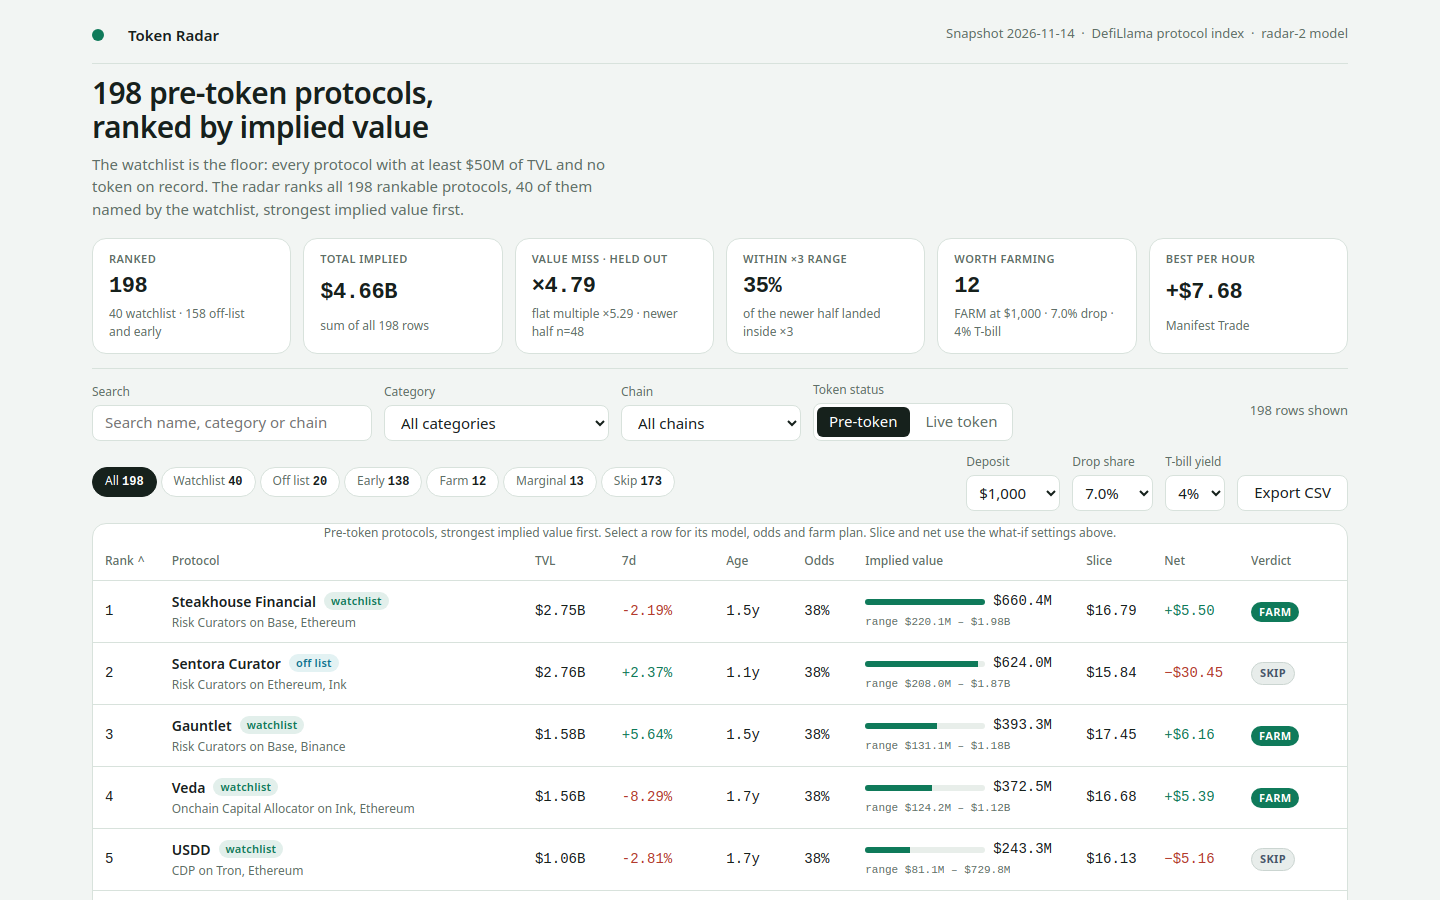 Token Radar
Snapshot 2026-11-14 · DefiLlama protocol index · radar-2 model
198 pre-token protocols,
ranked by implied value
The watchlist is the floor: every protocol with at least $50M of TVL and no
token on record. The radar ranks all 198 rankable protocols, 40 of them
named by the watchlist, strongest implied value first.
RANKED
198
40 watchlist · 158 off-list
and early
TOTAL IMPLIED
$4.66B
sum of all 198 rows
VALUE MISS · HELD OUT
×4.79
flat multiple ×5.29 · newer
half n=48
WITHIN ×3 RANGE
35%
of the newer half landed
inside ×3
WORTH FARMING
12
FARM at $1,000 · 7.0% drop ·
4% T-bill
BEST PER HOUR
+$7.68
Manifest Trade
Search
Search name, category or chain
Category
All categories
Chain
All chains
Token status
Pre-token Live token
198 rows shown
All 198 Watchlist 40 Off list 20 Early 138 Farm 12 Marginal 13 Skip 173
Deposit
$1,000
Drop share
7.0%
T-bill yield
4%
Export CSV
Pre-token protocols, strongest implied value first. Select a row for its model, odds and farm plan. Slice and net use the what-if settings above.
Rank ^ Protocol TVL 7d Age Odds Implied value Slice Net Verdict
1 Steakhouse Financial watchlist $2.75B -2.19% 1.5y 38% $660.4M $16.79 +$5.50 FARM
Risk Curators on Base, Ethereum range $220.1M – $1.98B
2 Sentora Curator off list $2.76B +2.37% 1.1y 38% $624.0M $15.84 −$30.45 SKIP
Risk Curators on Ethereum, Ink range $208.0M – $1.87B
3 Gauntlet watchlist $1.58B +5.64% 1.5y 38% $393.3M $17.45 +$6.16 FARM
Risk Curators on Base, Binance range $131.1M – $1.18B
4 Veda watchlist $1.56B -8.29% 1.7y 38% $372.5M $16.68 +$5.39 FARM
Onchain Capital Allocator on Ink, Ethereum range $124.2M – $1.12B
5 USDD watchlist $1.06B -2.81% 1.7y 38% $243.3M $16.13 −$5.16 SKIP
CDP on Tron, Ethereum range $81.1M – $729.8M